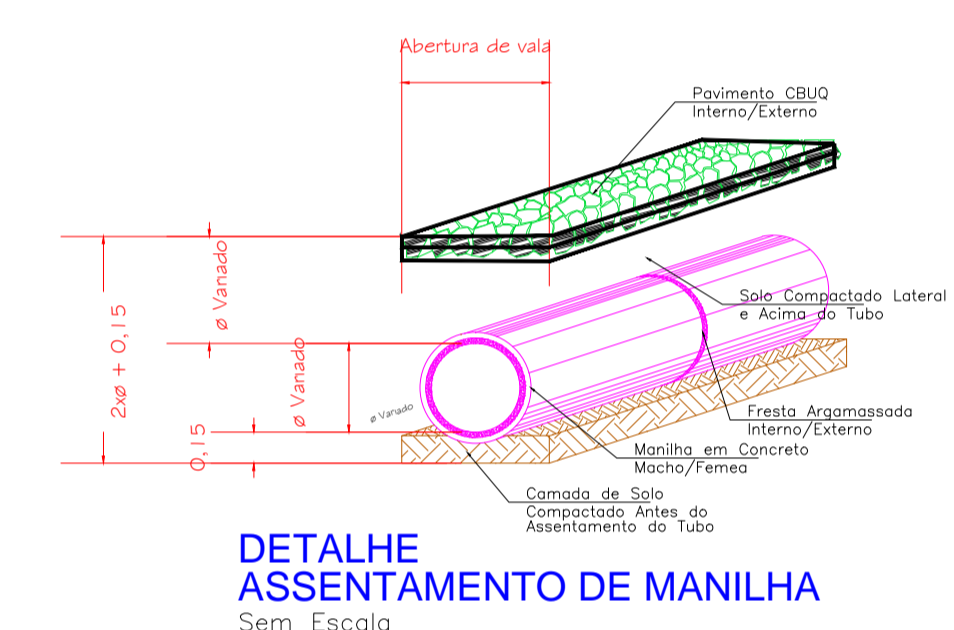 Abertura de vala
Pavimento CBUQ
Interno/Externo
ø Vanado
Solo Compactado Lateral
e Acima do Tubo
2xø + 0,15
ø Vanado
ø Vanado
0,15
Fresta Argamassada
Interno/Externo
Manilha em Concreto
Macho/Femea
Camada de Solo
Compactado Antes do
Assentamento do Tubo
DETALHE
ASSENTAMENTO DE MANILHA
Sem Escala